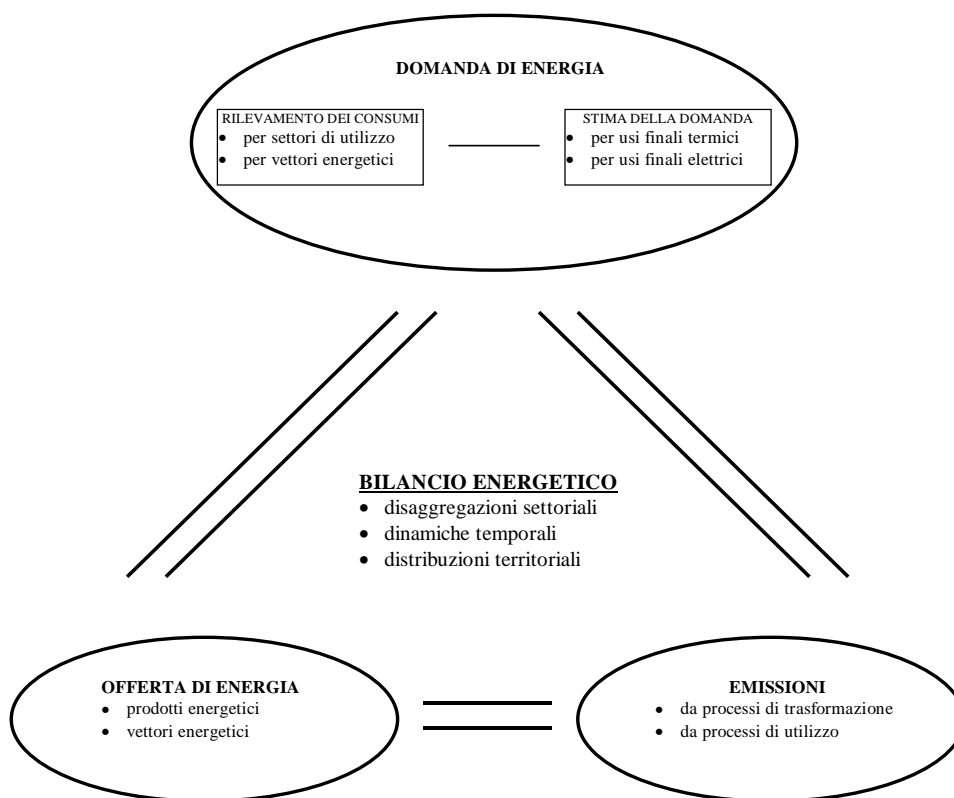 DOMANDA DI ENERGIA
RILEVAMENTO DEI CONSUMI
• per settori di utilizzo
• per vettori energetici
STIMA DELLA DOMANDA
• per usi finali termici
• per usi finali elettrici
BILANCIO ENERGETICO
• disaggregazioni settoriali
• dinamiche temporali
• distribuzioni territoriali
OFFERTA DI ENERGIA
• prodotti energetici
• vettori energetici
EMISSIONI
• da processi di trasformazione
• da processi di utilizzo